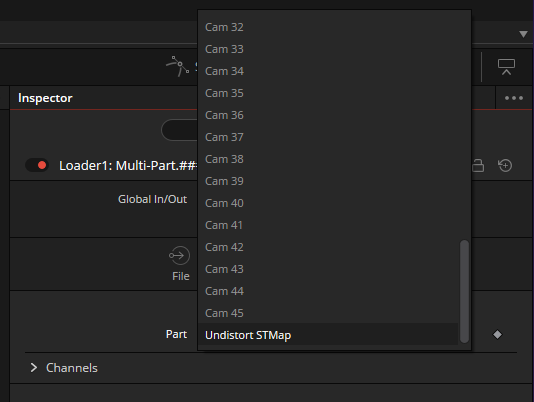 Cam 32
Cam 33
Cam 34
Cam 35
Inspector
Cam 36
Cam 37
Cam 38
Loader1: Multi-Part.##
Cam 39
Global In/Out
Cam 40
Cam 41
Cam 42
Cam 43
File
Cam 44
Cam 45
Part
Undistort STMap
Channels